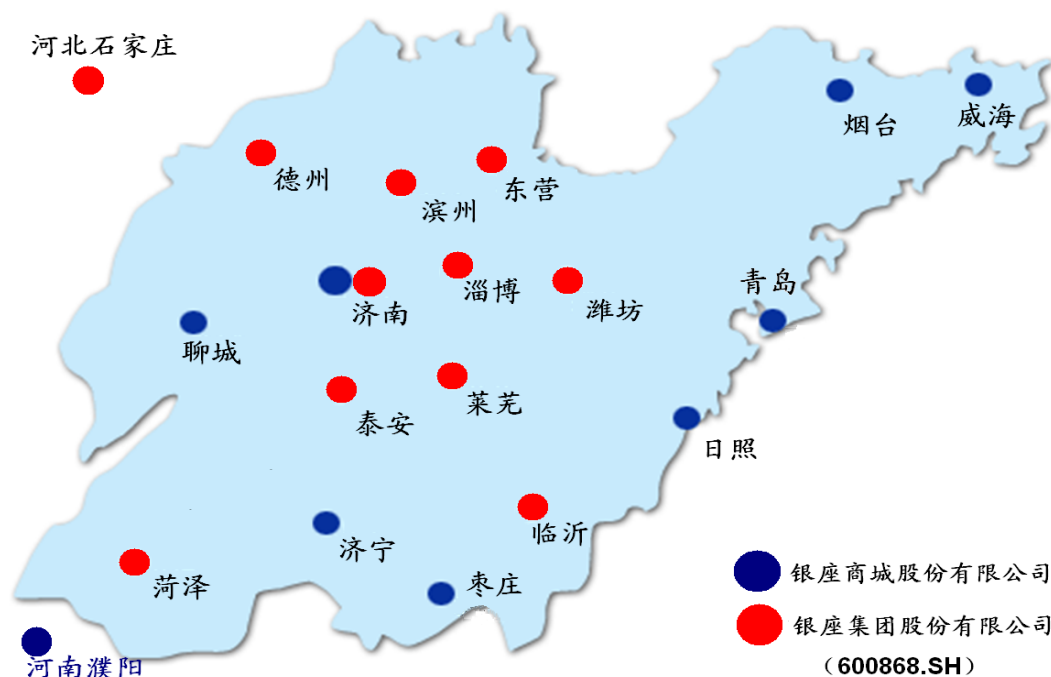 河北石家庄
烟台
威海
德州
滨州
东营
济南
淄博
潍坊
青岛
聊城
泰安
莱芜
日照
济宁
临沂
菏泽
枣庄
河南濮阳
银座商城股份有限公司
银座集团股份有限公司
（600868.SH）